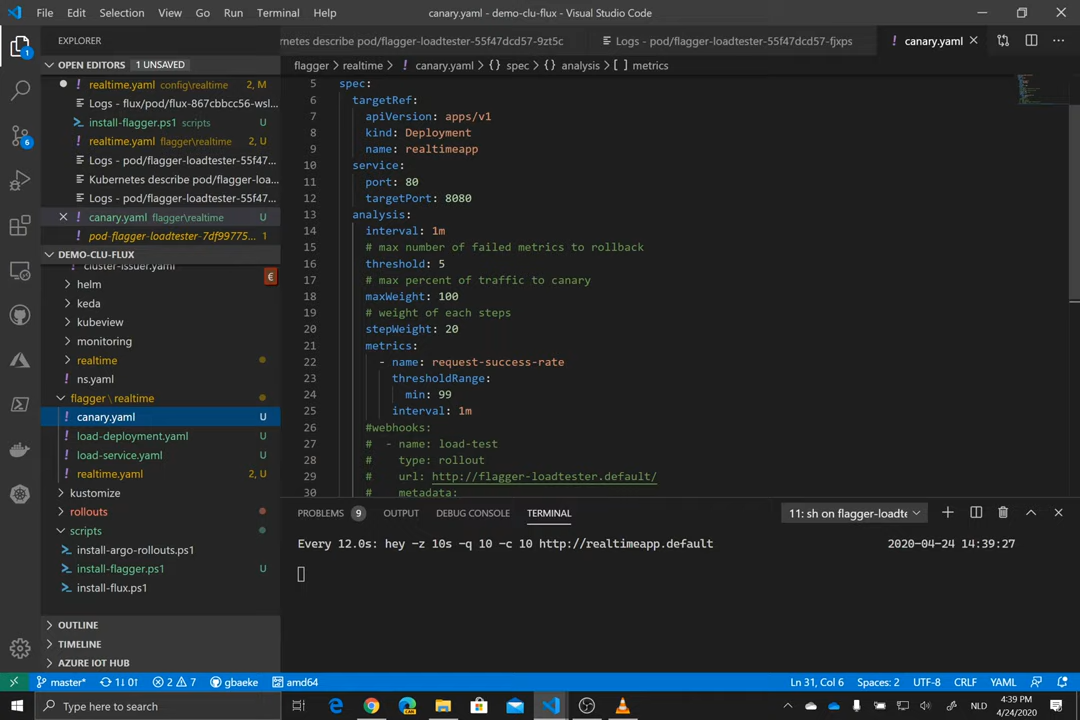 File Edit Selection View Go Run Terminal Help canary.yaml - demo-clu-flux - Visual Studio Code
EXPLORER
OPEN EDITORS 1 UNSAVED
! realtime.yaml config\realtime 2, M
Logs - flux/pod/flux-867cbbcc56-wsl...
install-flagger.ps1 scripts U
! realtime.yaml flagger\realtime 2, U
Logs - pod/flagger-loadtester-55f47...
Kubernetes describe pod/flagger-loa...
Logs - pod/flagger-loadtester-55f47...
! canary.yaml flagger\realtime U
! pod-flagger-loadtester-7df99775... 1
DEMO-CLU-FLUX
cluster-issuer.yaml
€
helm
keda
kubeview
monitoring
realtime
! ns.yaml
flagger \ realtime
! canary.yaml U
! load-deployment.yaml U
! load-service.yaml U
! realtime.yaml 2, U
kustomize
rollouts
scripts
install-argo-rollouts.ps1
install-flagger.ps1 U
install-flux.ps1
OUTLINE
TIMELINE
AZURE IOT HUB
1
6
netes describe pod/flagger-loadtester-55f47dcd57-9zt5c
Logs - pod/flagger-loadtester-55f47dcd57-fjxps
! canary.yaml
flagger > realtime > ! canary.yaml > {} spec > {} analysis > [ ] metrics
5 spec:
6 targetRef:
7 apiVersion: apps/v1
8 kind: Deployment
9 name: realtimeapp
10 service:
11 port: 80
12 targetPort: 8080
13 analysis:
14 interval: 1m
15 # max number of failed metrics to rollback
16 threshold: 5
17 # max percent of traffic to canary
18 maxWeight: 100
19 # weight of each steps
20 stepWeight: 20
21 metrics:
22 - name: request-success-rate
23 thresholdRange:
24 min: 99
25 interval: 1m
26 #webhooks:
27 # - name: load-test
28 # type: rollout
29 # url: http://flagger-loadtester.default/
30 # metadata:
PROBLEMS 9 OUTPUT DEBUG CONSOLE TERMINAL 11: sh on flagger-loadte
Every 12.0s: hey -z 10s -q 10 -c 10 http://realtimeapp.default 2020-04-24 14:39:27
master* 1↓ 0↑ 2 7 gbaeke amd64 Ln 31, Col 6 Spaces: 2 UTF-8 CRLF YAML
Type here to search
NLD
4:39 PM
4/24/2020